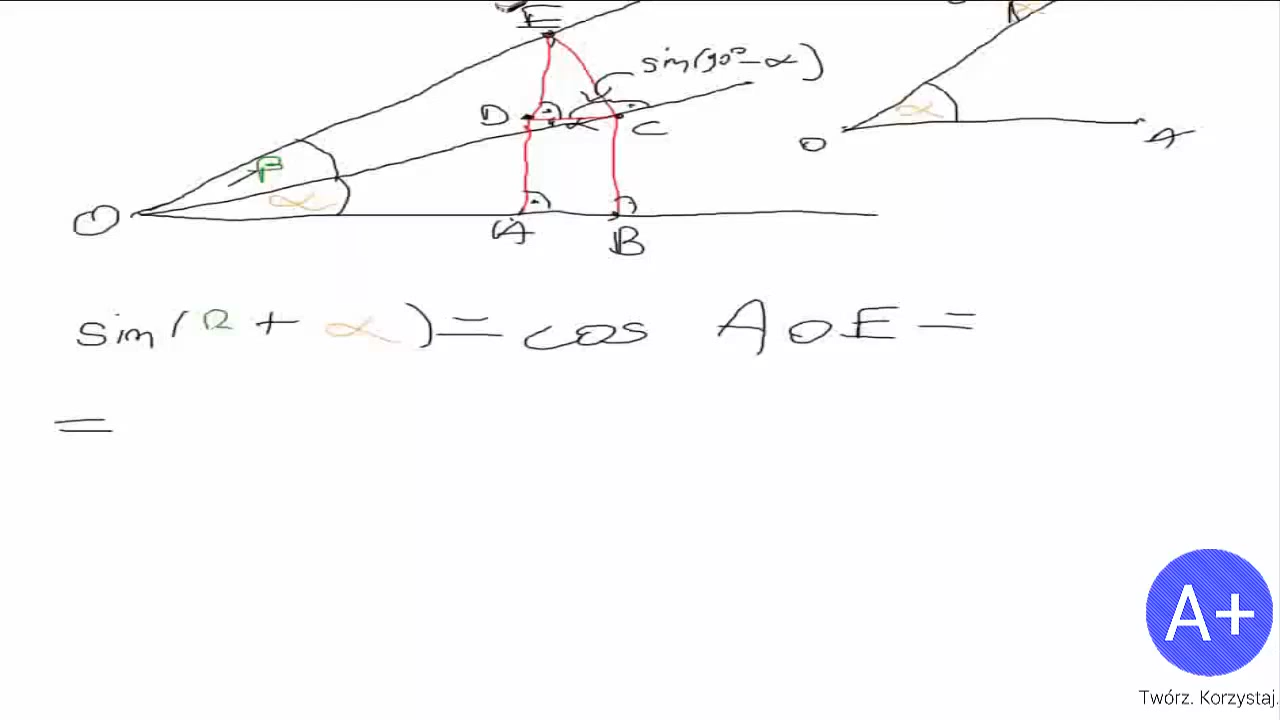 E
sin(90°-α)
D
α
C
α
β
α
O
A
B
O
A
sin(β + α) = cos AOE =
=
A+
Twórz. Korzystaj.